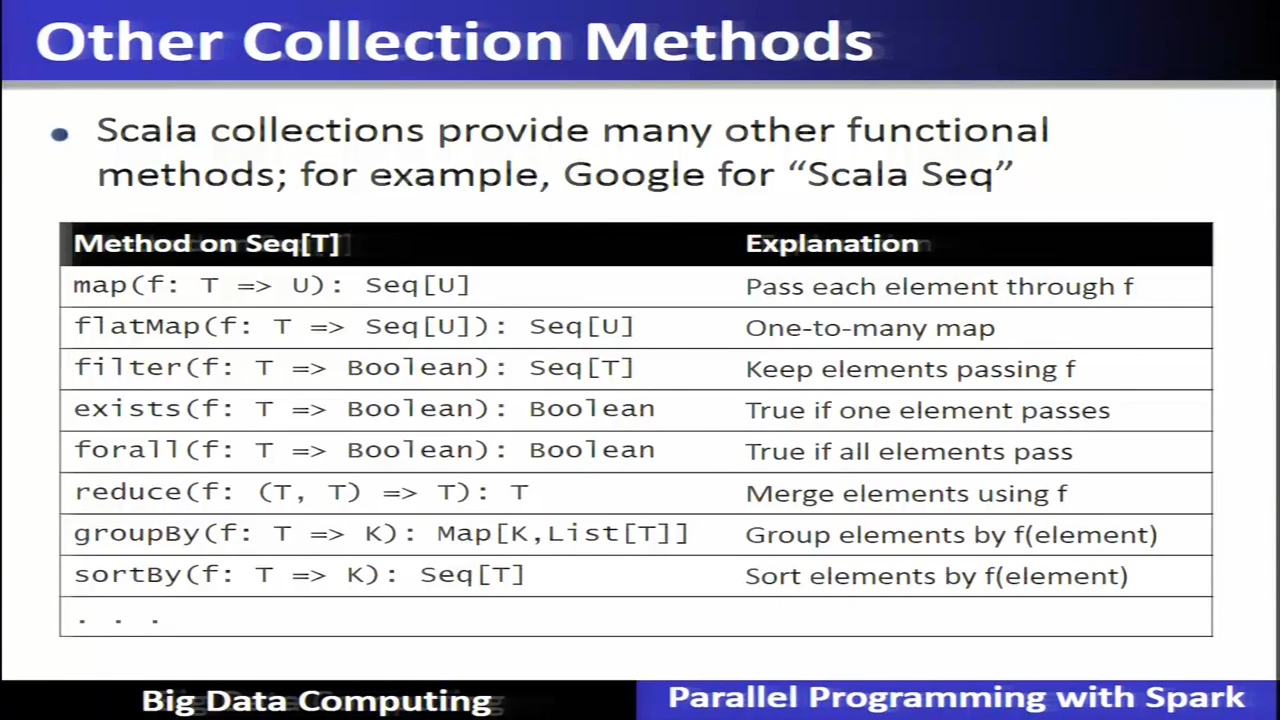 Other Collection Methods
• Scala collections provide many other functional
methods; for example, Google for “Scala Seq”
Method on Seq[T] Explanation
map(f: T => U): Seq[U] Pass each element through f
flatMap(f: T => Seq[U]): Seq[U] One-to-many map
filter(f: T => Boolean): Seq[T] Keep elements passing f
exists(f: T => Boolean): Boolean True if one element passes
forall(f: T => Boolean): Boolean True if all elements pass
reduce(f: (T, T) => T): T Merge elements using f
groupBy(f: T => K): Map[K,List[T]] Group elements by f(element)
sortBy(f: T => K): Seq[T] Sort elements by f(element)
. . .
Big Data Computing Parallel Programming with Spark